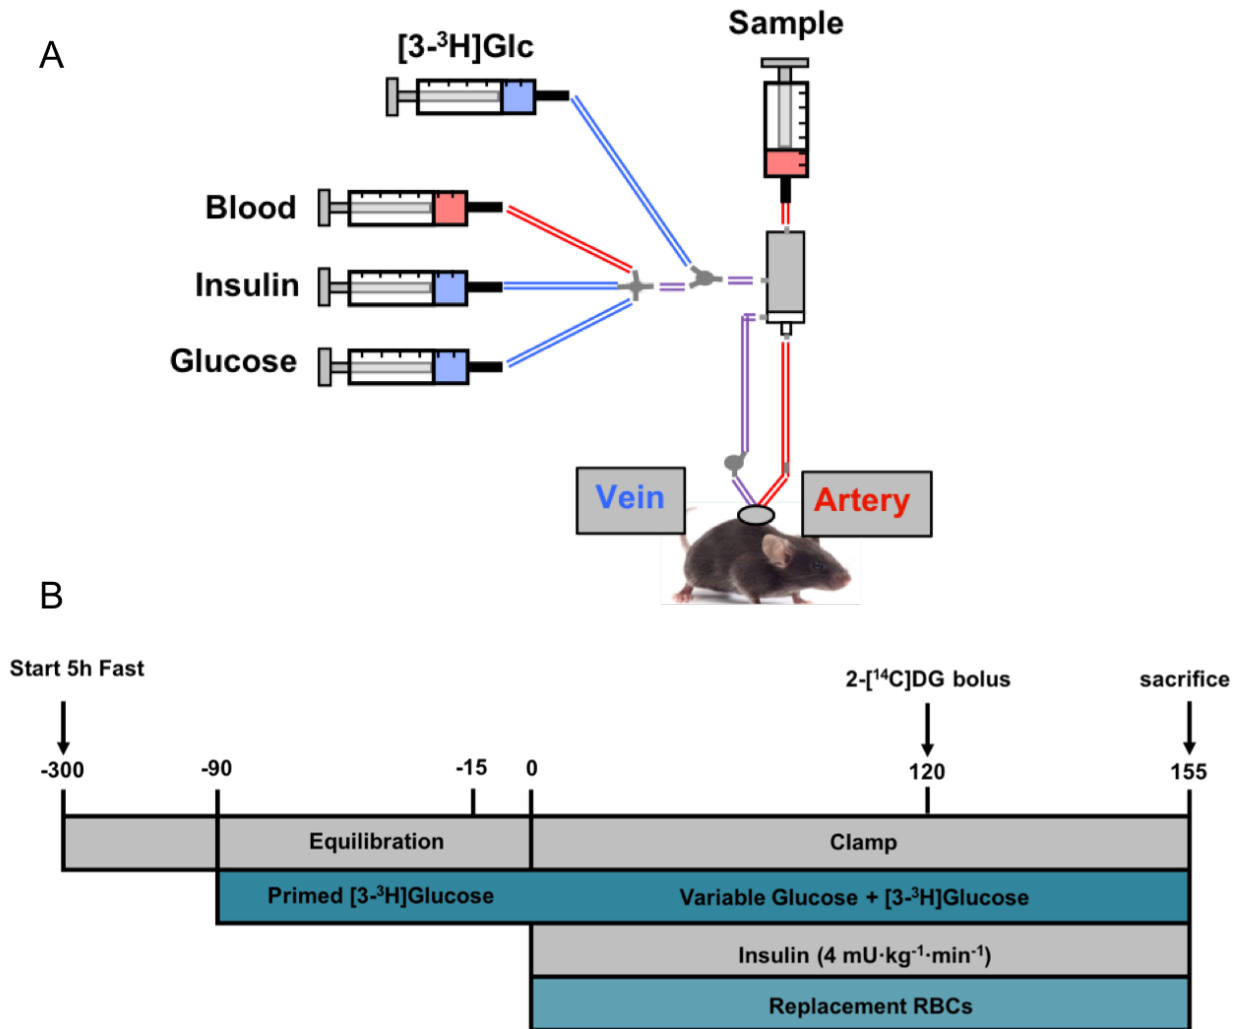 A
[3-³H]Glc
Sample
Blood
Insulin
Glucose
Vein
Artery
B
Start 5h Fast
2-[¹⁴C]DG bolus
sacrifice
-300
-90
-15
0
120
155
Equilibration
Clamp
Primed [3-³H]Glucose
Variable Glucose + [3-³H]Glucose
Insulin (4 mU·kg⁻¹·min⁻¹)
Replacement RBCs